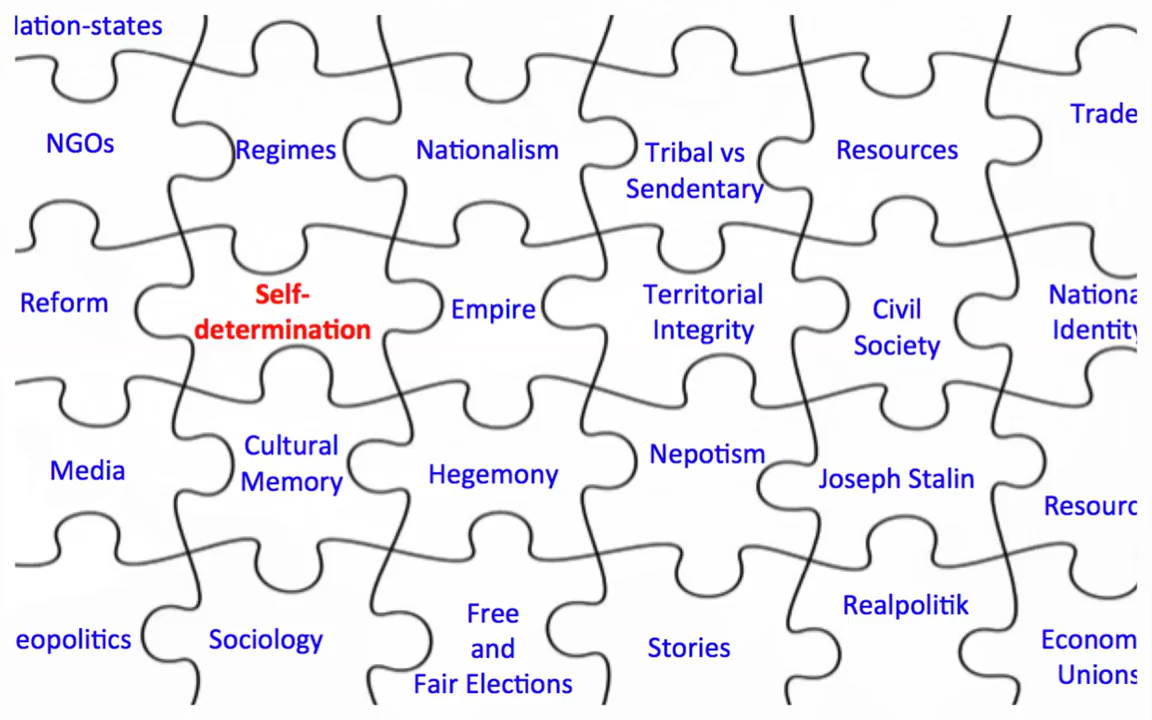 lation-states
NGOs
Regimes
Nationalism
Tribal vs
Sendentary
Resources
Trade
Reform
Self-
determination
Empire
Territorial
Integrity
Civil
Society
Nationa
Identity
Media
Cultural
Memory
Hegemony
Nepotism
Joseph Stalin
Resourc
eopolitics
Sociology
Free
and
Fair Elections
Stories
Realpolitik
Econom
Unions